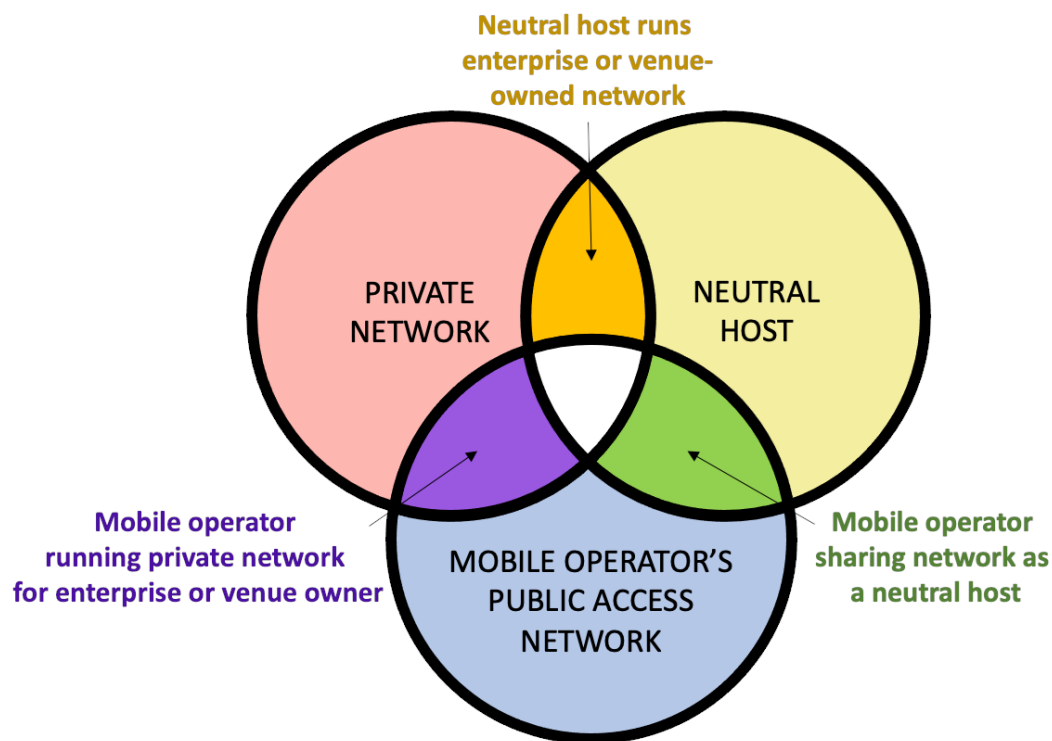 Neutral host runs
enterprise or venue-
owned network
PRIVATE
NETWORK
NEUTRAL
HOST
Mobile operator
running private network
for enterprise or venue owner
MOBILE OPERATOR’S
PUBLIC ACCESS
NETWORK
Mobile operator
sharing network as
a neutral host